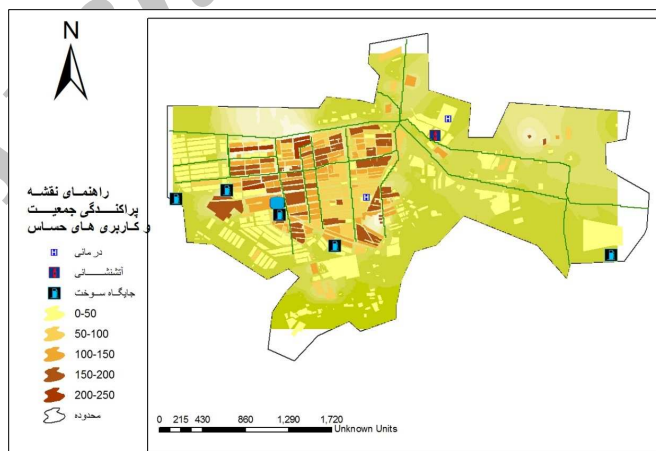 N
راهنمای نقشه
پراکندگی جمعیت
و کاربری های حساس
H درمانی
آتشنشانی
جایگاه سوخت
0-50
50-100
100-150
150-200
200-250
محدوده
H
H
0 215 430 860 1,290 1,720
Unknown Units